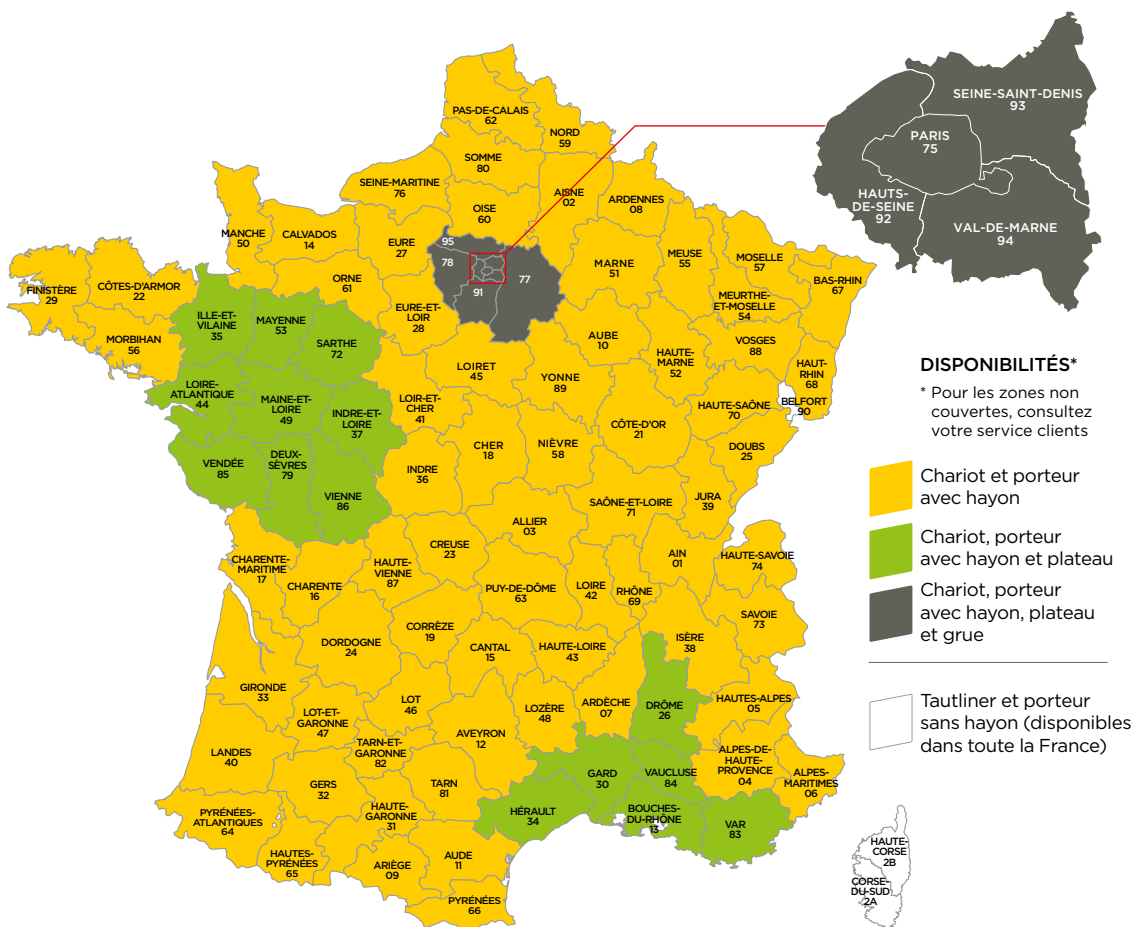 PAS-DE-CALAIS
62
NORD
59
SOMME
80
SEINE-MARITINE
76
AISNE
02
ARDENNES
08
OISE
60
MANCHE
50
CALVADOS
14
EURE
27
95
78
77
91
MARNE
51
MEUSE
55
MOSELLE
57
BAS-RHIN
67
MEURTHE-
ET-MOSELLE
54
ORNE
61
FINISTÈRE
29
CÔTES-D'ARMOR
22
MORBIHAN
56
ILLE-ET-
VILAINE
35
MAYENNE
53
SARTHE
72
EURE-ET-
LOIR
28
AUBE
10
HAUTE-
MARNE
52
VOSGES
88
HAUT-
RHIN
68
BELFORT
90
LOIRET
45
YONNE
89
HAUTE-SAÔNE
70
LOIRE-
ATLANTIQUE
44
MAINE-ET-
LOIRE
49
INDRE-ET-
LOIRE
37
LOIR-ET-
CHER
41
CHER
18
NIÈVRE
58
CÔTE-D'OR
21
DOUBS
25
VENDÉE
85
DEUX-
SÈVRES
79
VIENNE
86
INDRE
36
SAÔNE-ET-LOIRE
71
JURA
39
ALLIER
03
CREUSE
23
HAUTE-
VIENNE
87
CHARENTE-
MARITIME
17
CHARENTE
16
PUY-DE-DÔME
63
LOIRE
42
RHÔNE
69
AIN
01
HAUTE-SAVOIE
74
SAVOIE
73
ISÈRE
38
CORRÈZE
19
DORDOGNE
24
CANTAL
15
HAUTE-LOIRE
43
GIRONDE
33
LOT
46
LOT-ET-
GARONNE
47
LOZÈRE
48
ARDÈCHE
07
DRÔME
26
HAUTES-ALPES
05
AVEYRON
12
TARN-ET-
GARONNE
82
LANDES
40
GERS
32
TARN
81
GARD
30
VAUCLUSE
84
ALPES-DE-
HAUTE-
PROVENCE
04
ALPES-
MARITIMES
06
HÉRAULT
34
BOUCHES-
DU-RHÔNE
13
VAR
83
PYRÉNÉES-
ATLANTIQUES
64
HAUTE-
GARONNE
31
HAUTES-
PYRÉNÉES
65
ARIÈGE
09
AUDE
11
PYRÉNÉES
66
HAUTE-
CORSE
2B
CORSE-
DU-SUD
2A
SEINE-SAINT-DENIS
93
PARIS
75
HAUTS-
DE-SEINE
92
VAL-DE-MARNE
94
DISPONIBILITÉS*
* Pour les zones non
couvertes, consultez
votre service clients
Chariot et porteur
avec hayon
Chariot, porteur
avec hayon et plateau
Chariot, porteur
avec hayon, plateau
et grue
Tautliner et porteur
sans hayon (disponibles
dans toute la France)